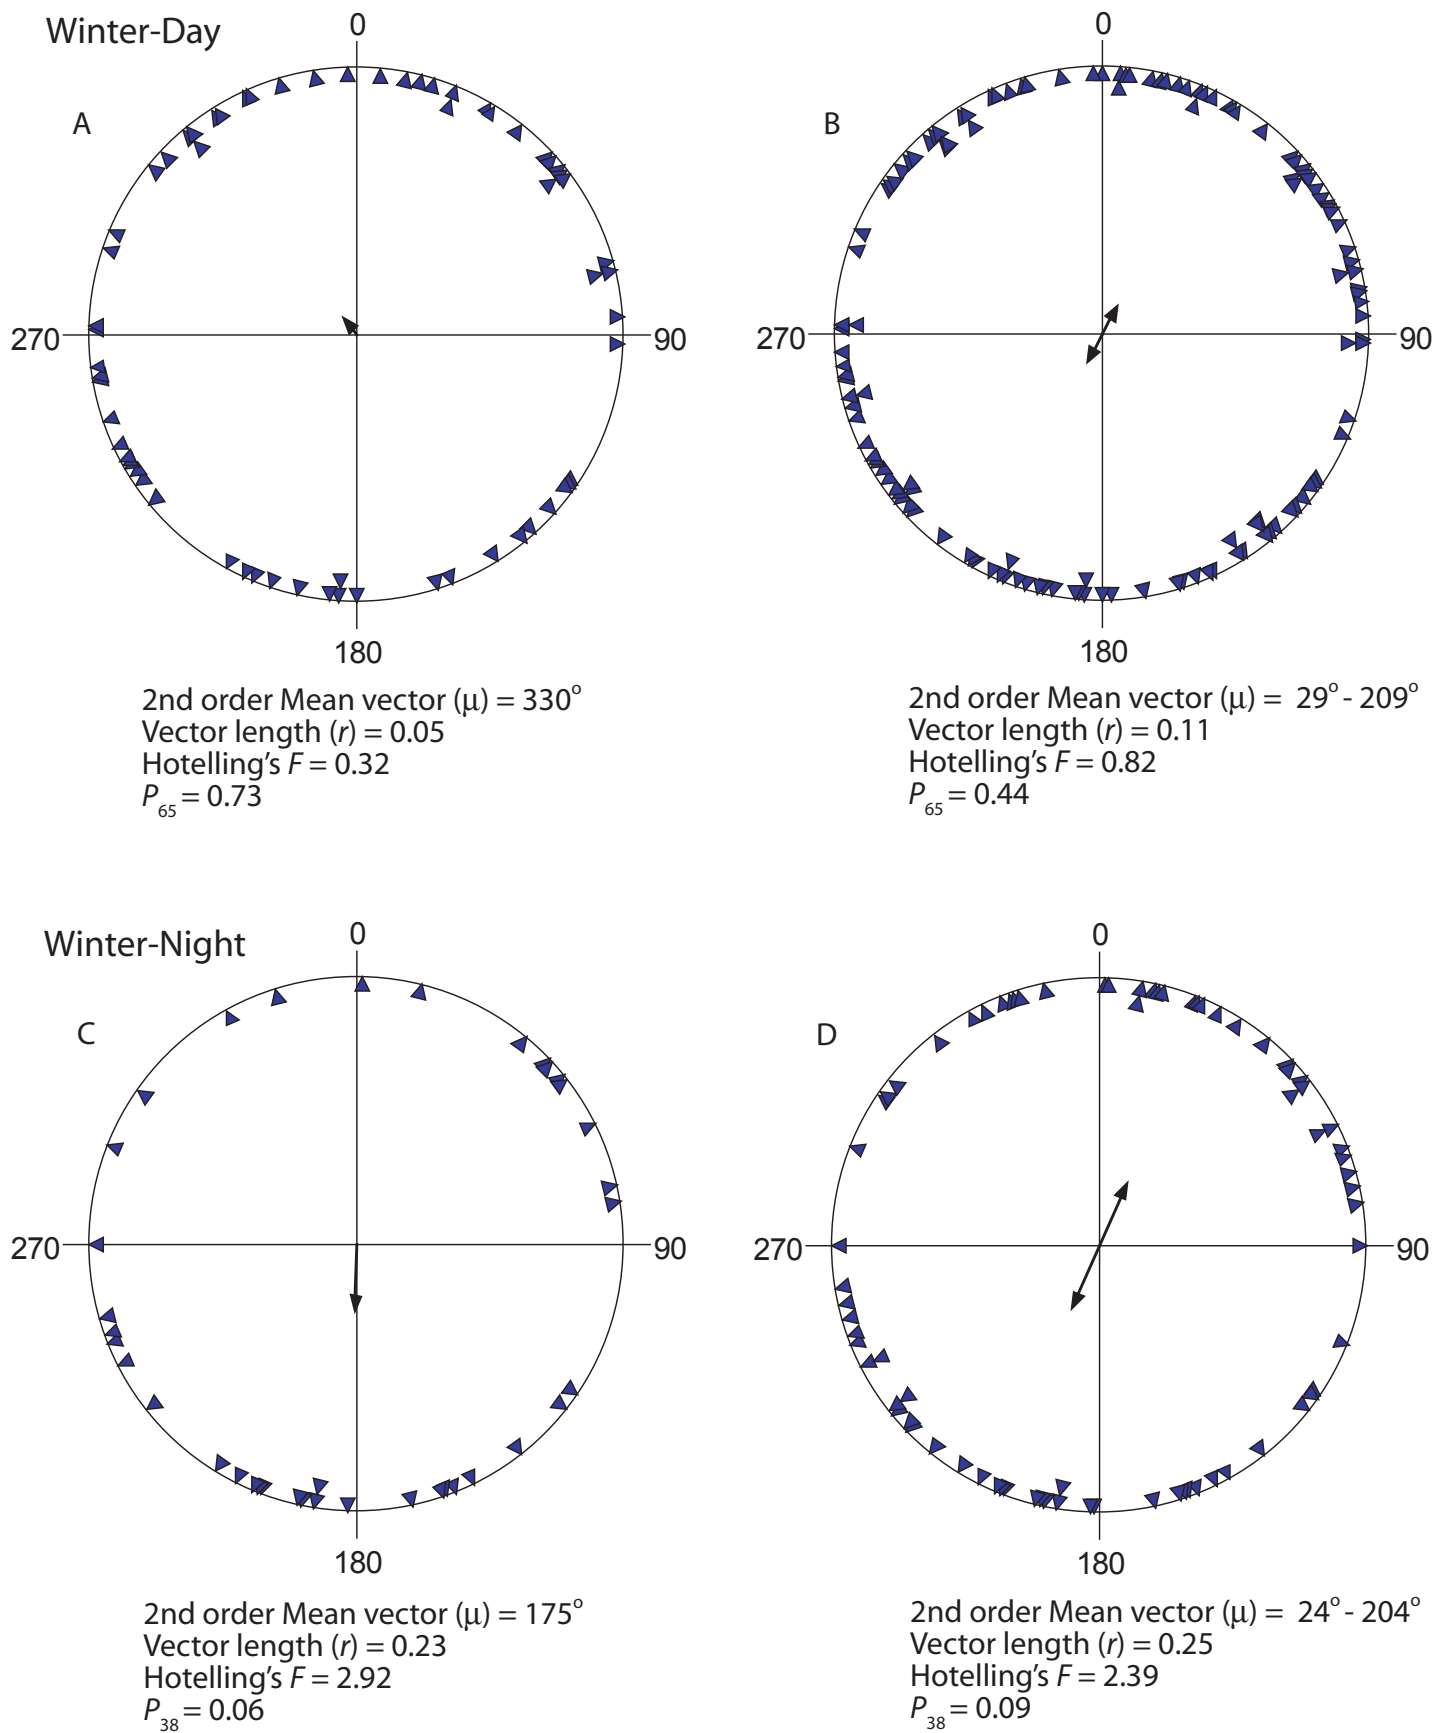 Winter-Day
0
0
A
B
270
90
270
90
180
180
2nd order Mean vector (μ) = 330°
Vector length (r) = 0.05
Hotelling's F = 0.32
P65 = 0.73
2nd order Mean vector (μ) = 29° - 209°
Vector length (r) = 0.11
Hotelling's F = 0.82
P65 = 0.44
Winter-Night
0
0
C
D
270
90
270
90
180
180
2nd order Mean vector (μ) = 175°
Vector length (r) = 0.23
Hotelling's F = 2.92
P38 = 0.06
2nd order Mean vector (μ) = 24° - 204°
Vector length (r) = 0.25
Hotelling's F = 2.39
P38 = 0.09